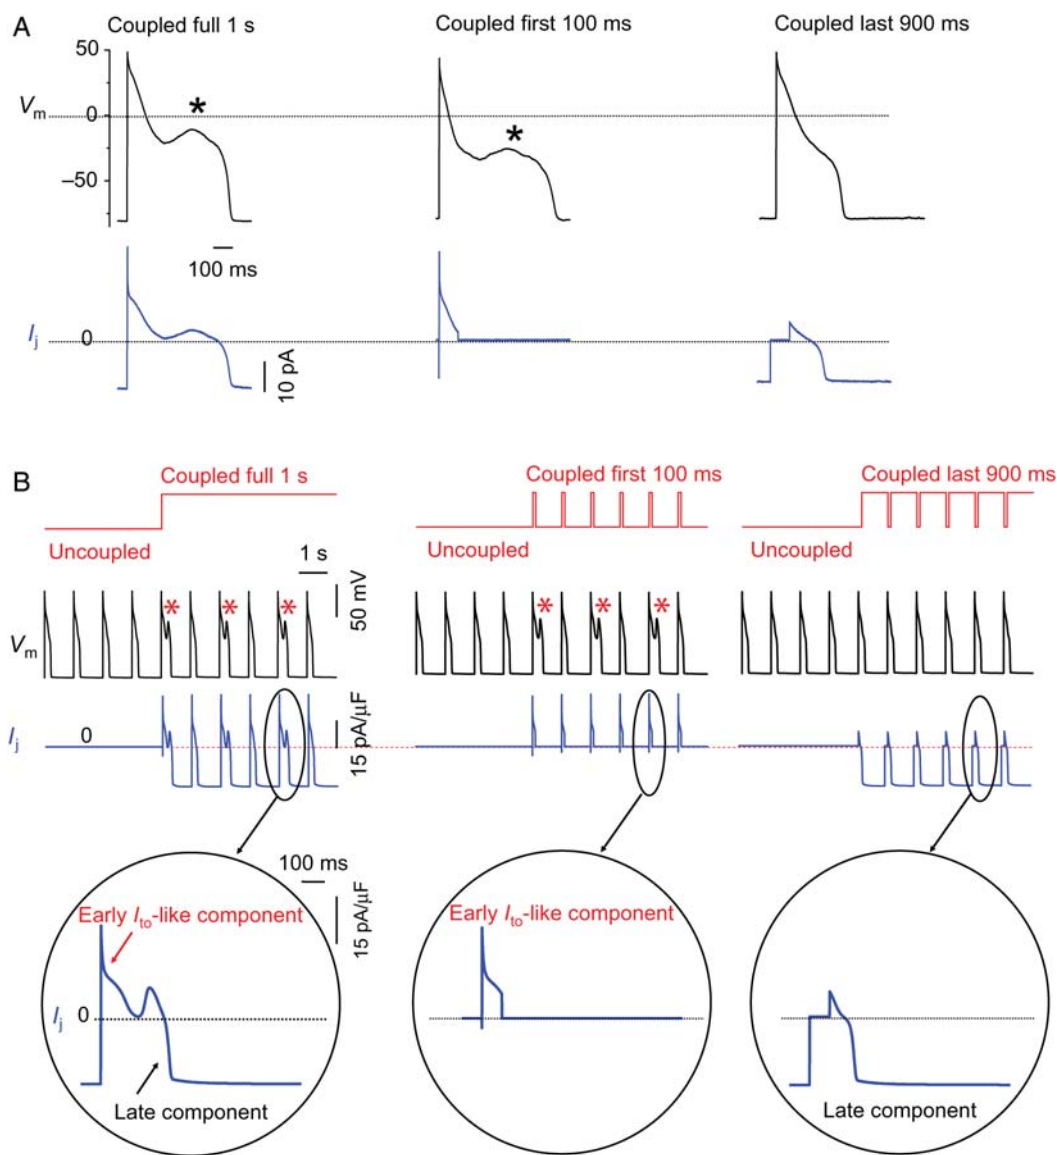 A
Coupled full 1 s
Coupled first 100 ms
Coupled last 900 ms
50
Vm
0
*
*
–50
100 ms
Ij
0
10 pA
B
Coupled full 1 s
Coupled first 100 ms
Coupled last 900 ms
Uncoupled
1 s
Uncoupled
Uncoupled
50 mV
* * *
* * *
Vm
Ij
0
15 pA/µF
100 ms
15 pA/µF
Early Ito-like component
Early Ito-like component
Ij
0
Late component
Late component